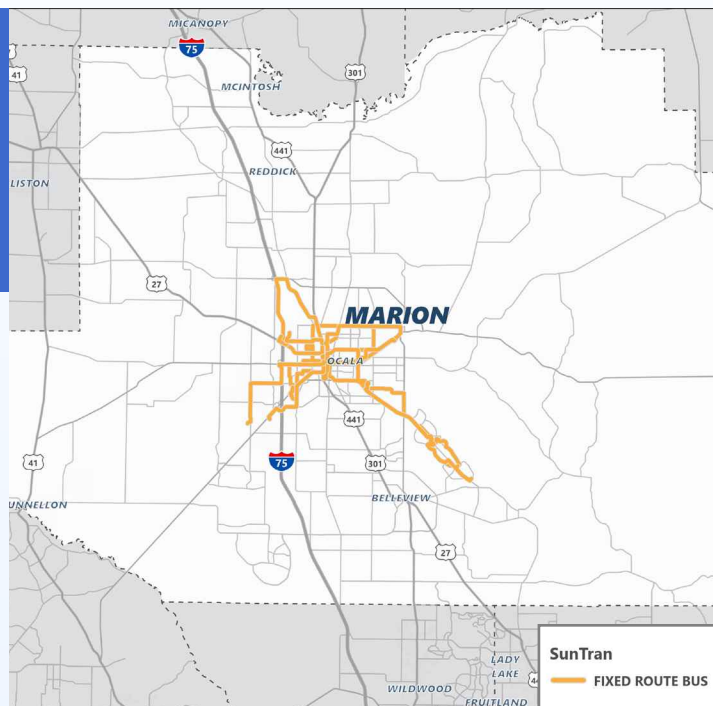 MICANOPY
75
41
301
MCINTOSH
441
REDDICK
LISTON
27
MARION
OCALA
441
75
301
41
BELLEVIEW
UNNELLON
27
SunTran
LADY
LAKE
FIXED ROUTE BUS
WILDWOOD
FRUITLAND